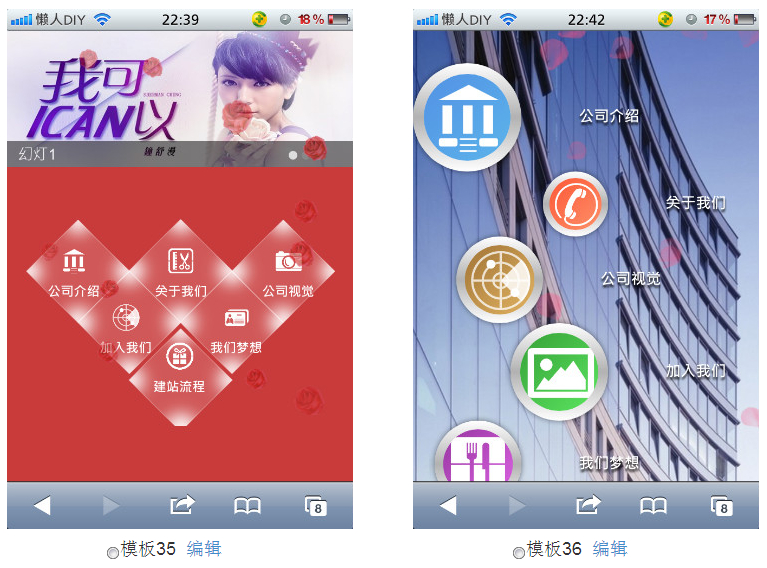 懒人DIY 22:39 18%
我可
ICAN以
幻灯1
钟舒漫
公司介绍 关于我们 公司视觉
加入我们 我们梦想
建站流程
8
模板35 编辑
懒人DIY 22:42 17%
公司介绍
关于我们
公司视觉
加入我们
我们梦想
8
模板36 编辑